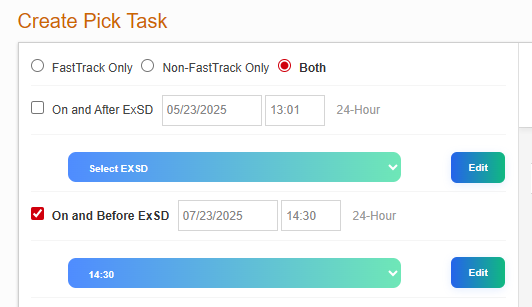 Create Pick Task
FastTrack Only Non-FastTrack Only Both
On and After ExSD 05/23/2025 13:01 24-Hour
Select EXSD Edit
On and Before ExSD 07/23/2025 14:30 24-Hour
14:30 Edit